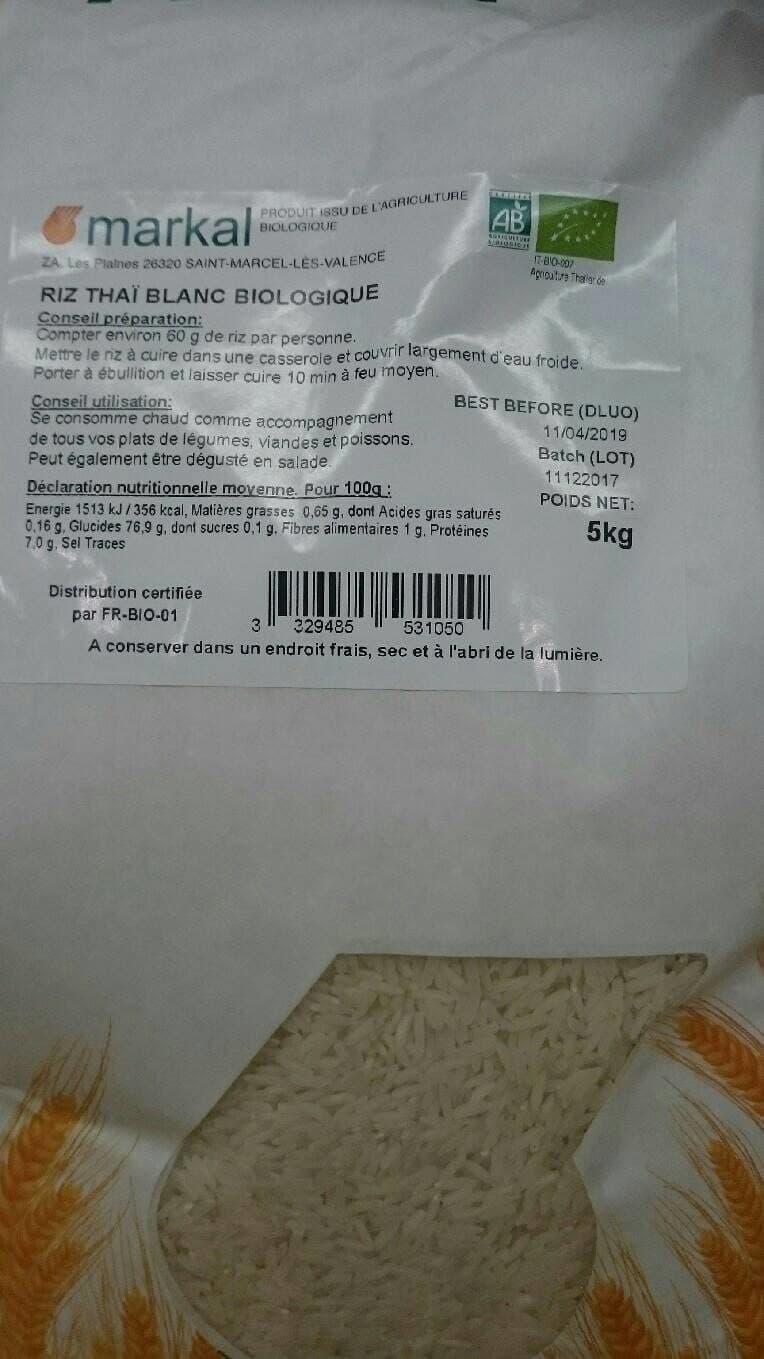 markal
PRODUIT ISSU DE L'AGRICULTURE
BIOLOGIQUE
ZA. Les Plaines 26320 SAINT-MARCEL-LÈS-VALENCE
AB
AGRICULTURE
BIOLOGIQUE
IT-BIO-007
Agriculture Thaïlande
RIZ THAÏ BLANC BIOLOGIQUE
Conseil préparation:
Compter environ 60 g de riz par personne.
Mettre le riz à cuire dans une casserole et couvrir largement d'eau froide.
Porter à ébullition et laisser cuire 10 min à feu moyen.
Conseil utilisation:
Se consomme chaud comme accompagnement
de tous vos plats de légumes, viandes et poissons.
Peut également être dégusté en salade.
BEST BEFORE (DLUO)
11/04/2019
Batch (LOT)
11122017
POIDS NET:
5kg
Déclaration nutritionnelle moyenne. Pour 100g :
Energie 1513 kJ / 356 kcal, Matières grasses 0,65 g, dont Acides gras saturés
0,16 g, Glucides 76,9 g, dont sucres 0,1 g. Fibres alimentaires 1 g, Protéines
7,0 g, Sel Traces
Distribution certifiée
par FR-BIO-01
3 329485 531050
A conserver dans un endroit frais, sec et à l'abri de la lumière.